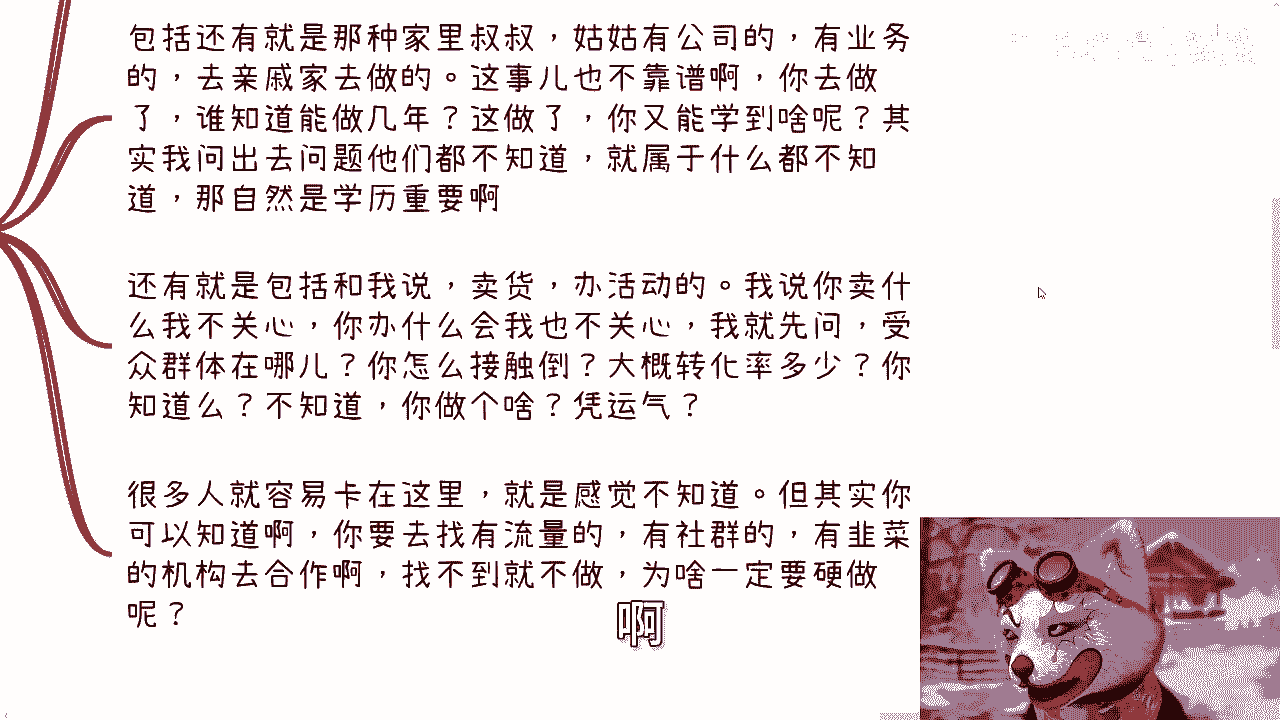 包括还有就是那种家里叔叔，姑姑有公司的，有业务
的，去亲戚家去做的。这事儿也不靠谱啊，你去做
了，谁知道能做几年？这做了，你又能学到啥呢？其
实我问出去问题他们都不知道，就属于什么都不知
道，那自然是学历重要啊
还有就是包括和我说，卖货，办活动的。我说你卖什
么我不关心，你办什么会我也不关心，我就先问，受
众群体在哪儿？你怎么接触倒？大概转化率多少？你
知道么？不知道，你做个啥？凭运气？
很多人就容易卡在这里，就是感觉不知道。但其实你
可以知道啊，你要去找有流量的，有社群的，有韭菜
的机构去合作啊，找不到就不做，为啥一定要硬做
呢？
啊